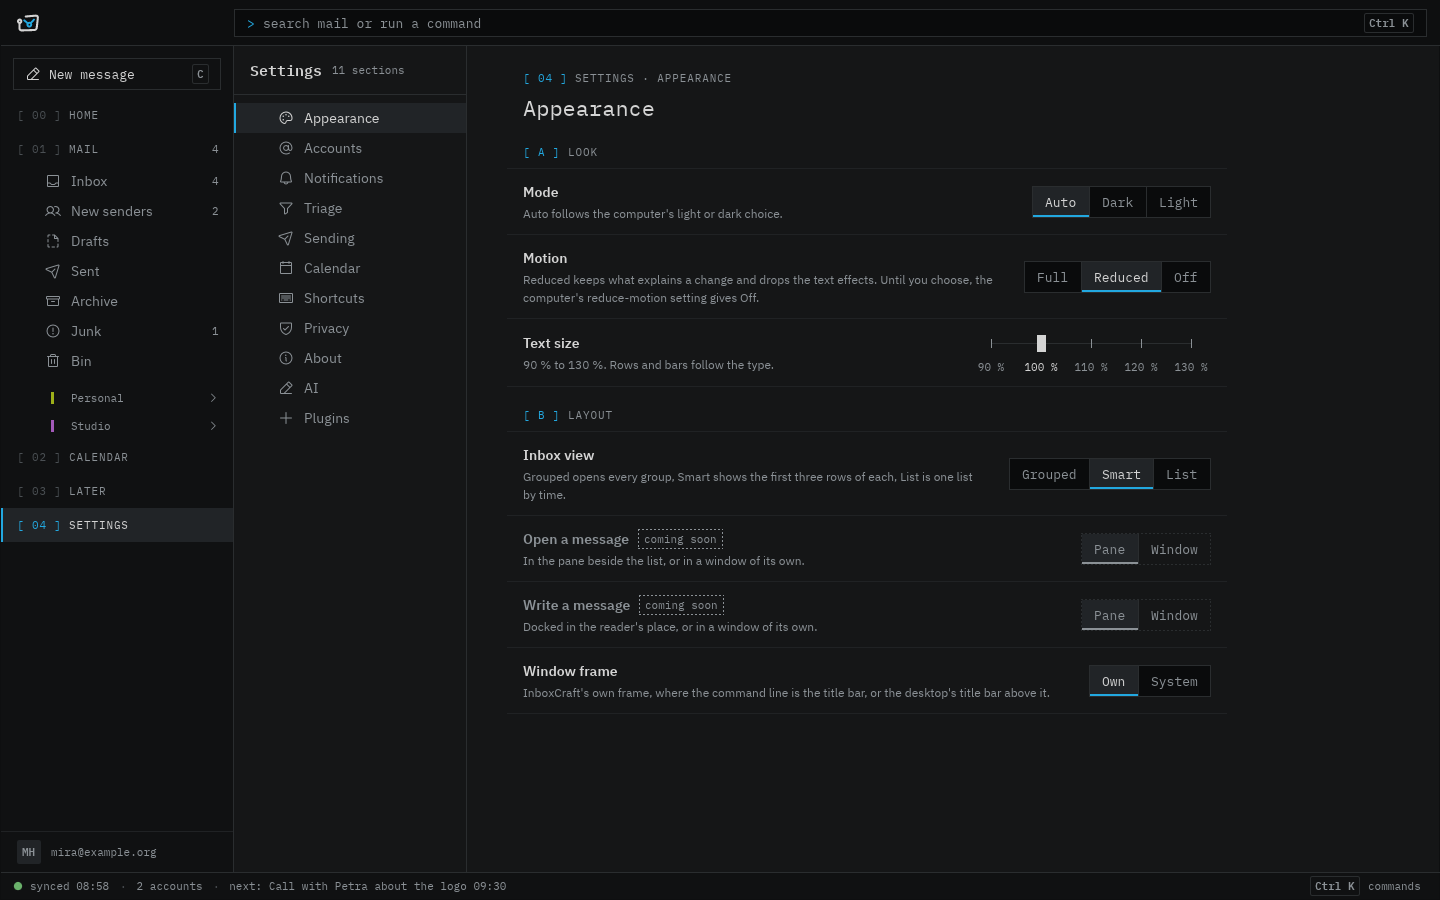 > search mail or run a command
Ctrl K
New message
C
[ 00 ] HOME
[ 01 ] MAIL 4
Inbox 4
New senders 2
Drafts
Sent
Archive
Junk 1
Bin
Personal
Studio
[ 02 ] CALENDAR
[ 03 ] LATER
[ 04 ] SETTINGS
MH mira@example.org
Settings 11 sections
Appearance
Accounts
Notifications
Triage
Sending
Calendar
Shortcuts
Privacy
About
AI
Plugins
[ 04 ] SETTINGS · APPEARANCE
Appearance
[ A ] LOOK
Mode
Auto follows the computer's light or dark choice.
Auto Dark Light
Motion
Reduced keeps what explains a change and drops the text effects. Until you choose, the
computer's reduce-motion setting gives Off.
Full Reduced Off
Text size
90 % to 130 %. Rows and bars follow the type.
90 % 100 % 110 % 120 % 130 %
[ B ] LAYOUT
Inbox view
Grouped opens every group, Smart shows the first three rows of each, List is one list
by time.
Grouped Smart List
Open a message coming soon
In the pane beside the list, or in a window of its own.
Pane Window
Write a message coming soon
Docked in the reader's place, or in a window of its own.
Pane Window
Window frame
InboxCraft's own frame, where the command line is the title bar, or the desktop's title bar above it.
Own System
synced 08:58 · 2 accounts · next: Call with Petra about the logo 09:30
Ctrl K commands